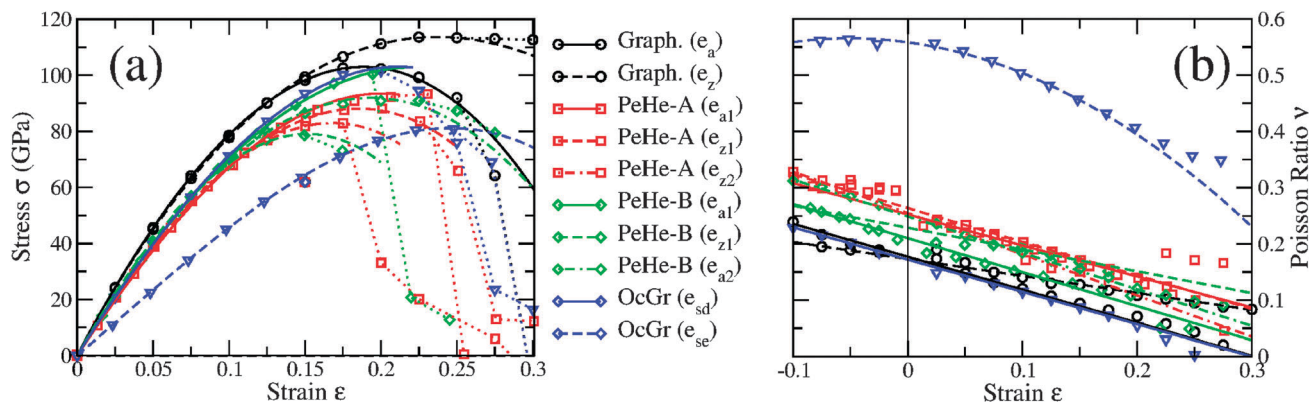 120
100
80
60
40
20
0
Stress σ (GPa)
(a)
0
0.05
0.1
0.15
0.2
0.25
0.3
Strain ε
Graph. (e_a)
Graph. (e_z)
PeHe-A (e_a1)
PeHe-A (e_z1)
PeHe-A (e_z2)
PeHe-B (e_a1)
PeHe-B (e_z1)
PeHe-B (e_a2)
OcGr (e_sd)
OcGr (e_se)
(b)
0.6
0.5
0.4
0.3
0.2
0.1
0
Poisson Ratio ν
-0.1
0
0.1
0.2
0.3
Strain ε